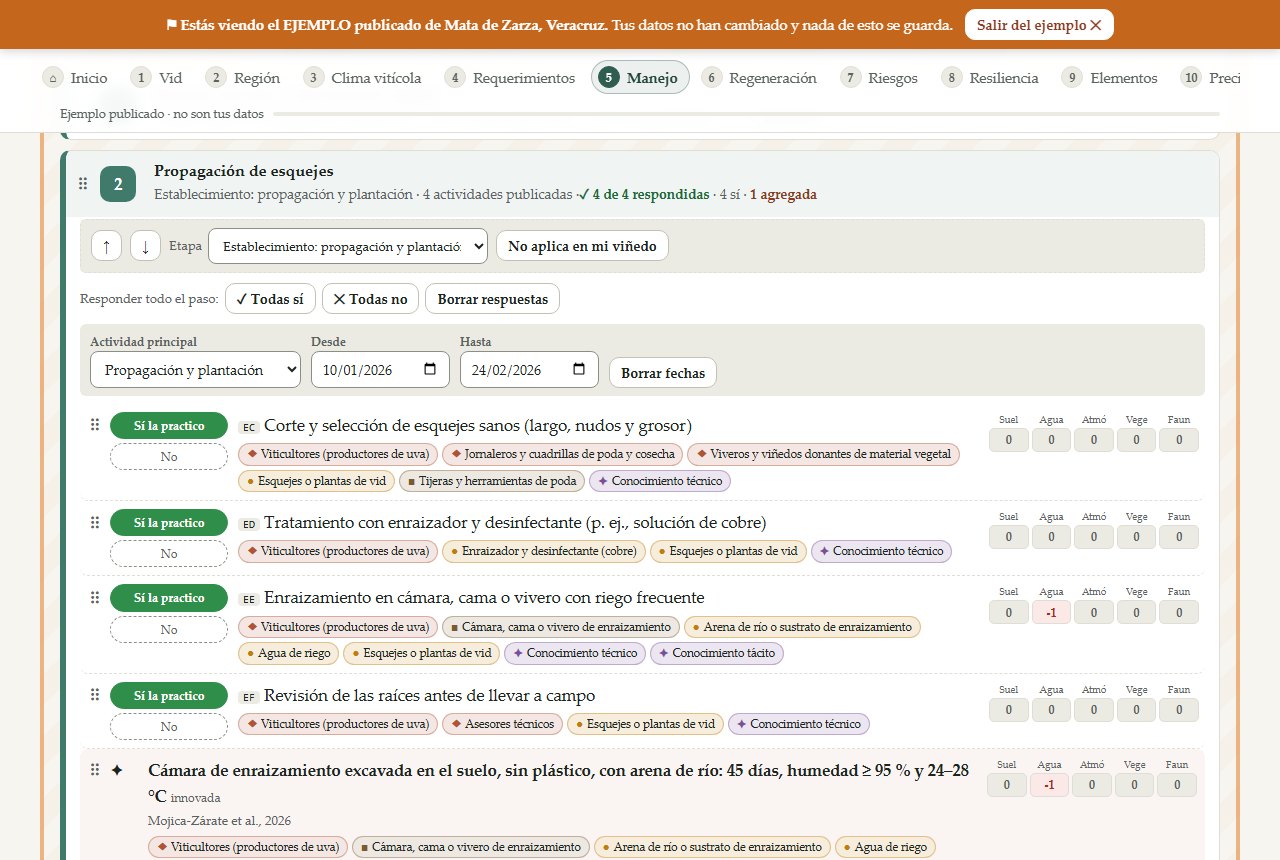 ⚑ Estás viendo el EJEMPLO publicado de Mata de Zarza, Veracruz. Tus datos no han cambiado y nada de esto se guarda. Salir del ejemplo ✕
⌂ Inicio 1 Vid 2 Región 3 Clima vitícola 4 Requerimientos 5 Manejo 6 Regeneración 7 Riesgos 8 Resiliencia 9 Elementos 10 Preci
Ejemplo publicado · no son tus datos
2 Propagación de esquejes
Establecimiento: propagación y plantación · 4 actividades publicadas · ✓ 4 de 4 respondidas · 4 sí · 1 agregada
↑ ↓ Etapa Establecimiento: propagación y plantació No aplica en mi viñedo
Responder todo el paso: ✓ Todas sí ✕ Todas no Borrar respuestas
Actividad principal Desde Hasta
Propagación y plantación 10/01/2026 24/02/2026 Borrar fechas
Sí la practico EC Corte y selección de esquejes sanos (largo, nudos y grosor) Suel Agua Atmó Vege Faun
No ◆ Viticultores (productores de uva) ◆ Jornaleros y cuadrillas de poda y cosecha ◆ Viveros y viñedos donantes de material vegetal 0 0 0 0 0
● Esquejes o plantas de vid ■ Tijeras y herramientas de poda ✦ Conocimiento técnico
Sí la practico ED Tratamiento con enraizador y desinfectante (p. ej., solución de cobre) Suel Agua Atmó Vege Faun
No ◆ Viticultores (productores de uva) ● Enraizador y desinfectante (cobre) ● Esquejes o plantas de vid ✦ Conocimiento técnico 0 0 0 0 0
Sí la practico EE Enraizamiento en cámara, cama o vivero con riego frecuente Suel Agua Atmó Vege Faun
No ◆ Viticultores (productores de uva) ■ Cámara, cama o vivero de enraizamiento ● Arena de río o sustrato de enraizamiento 0 -1 0 0 0
● Agua de riego ● Esquejes o plantas de vid ✦ Conocimiento técnico ✦ Conocimiento tácito
Sí la practico EF Revisión de las raíces antes de llevar a campo Suel Agua Atmó Vege Faun
No ◆ Viticultores (productores de uva) ◆ Asesores técnicos ● Esquejes o plantas de vid ✦ Conocimiento técnico 0 0 0 0 0
✦ Cámara de enraizamiento excavada en el suelo, sin plástico, con arena de río: 45 días, humedad ≥ 95 % y 24–28 Suel Agua Atmó Vege Faun
°C innovada 0 -1 0 0 0
Mojica-Zárate et al., 2026
◆ Viticultores (productores de uva) ■ Cámara, cama o vivero de enraizamiento ● Arena de río o sustrato de enraizamiento ● Agua de riego